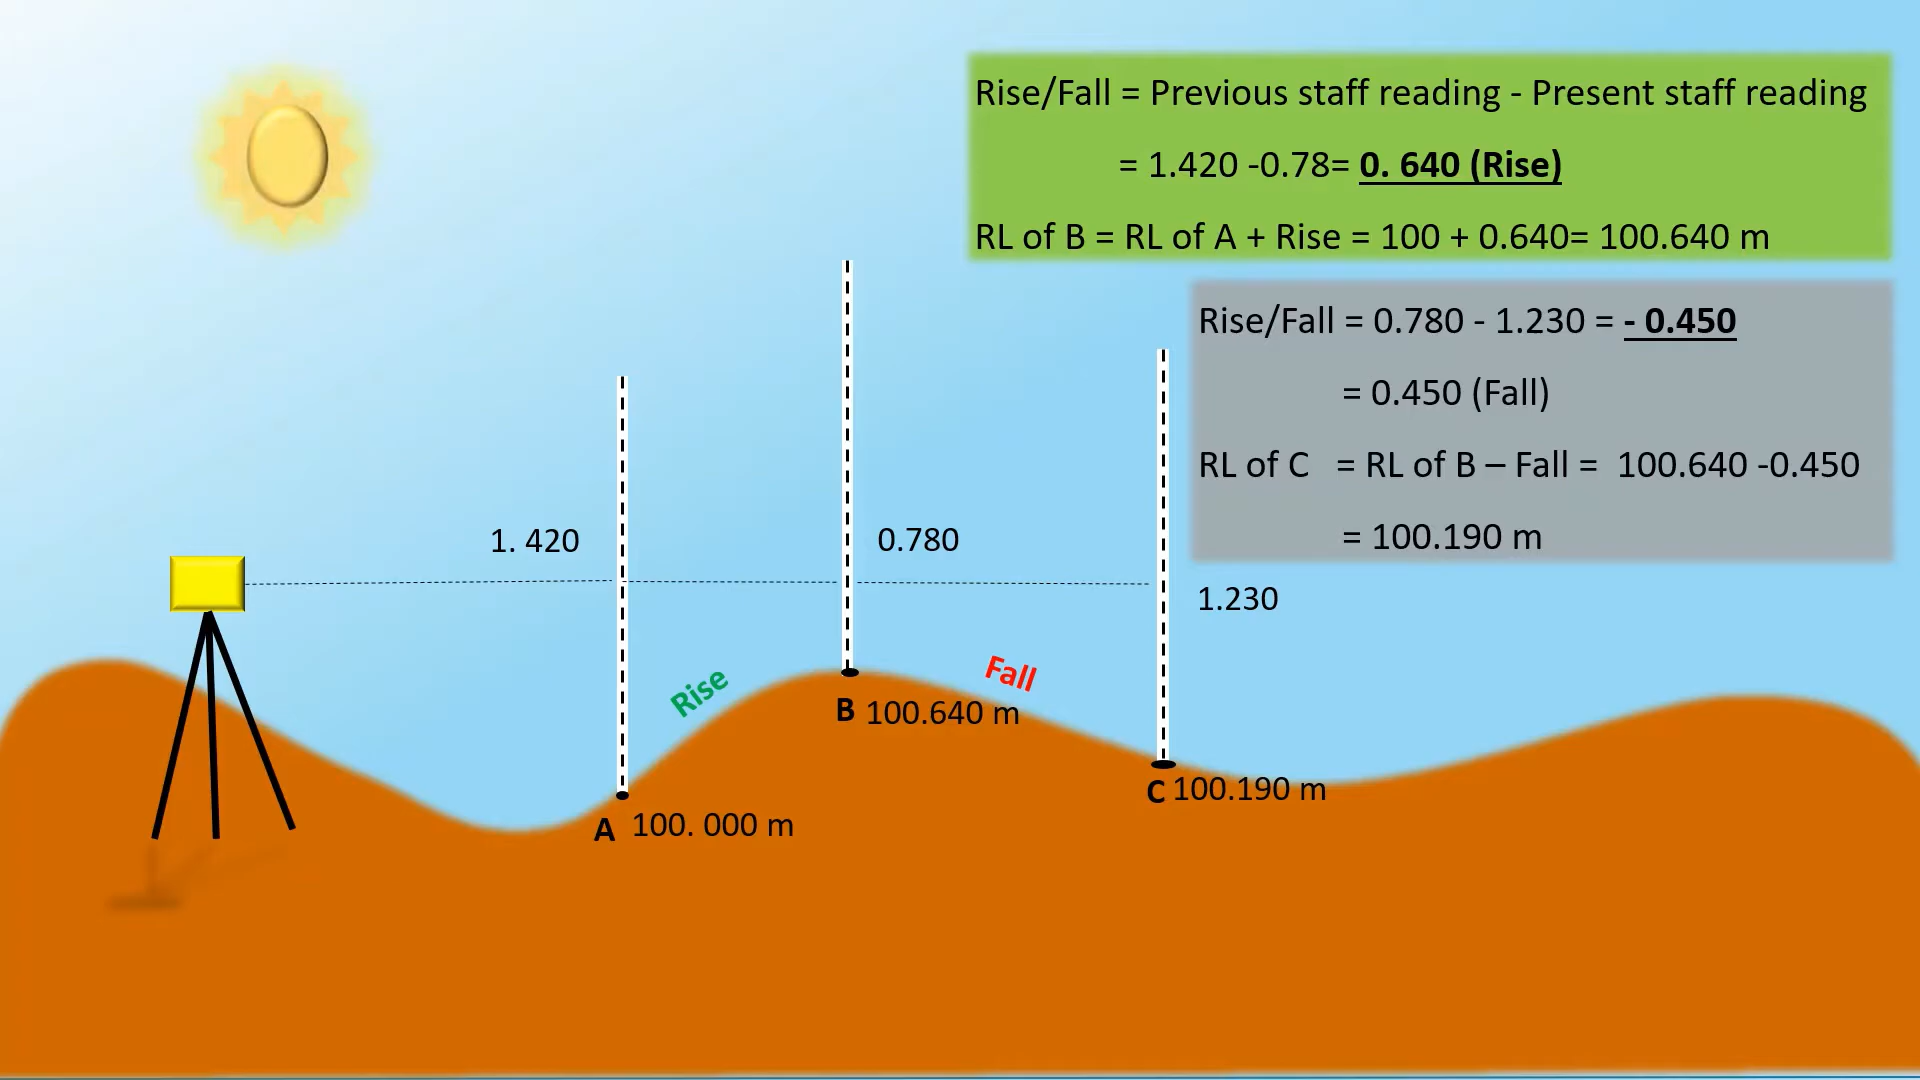 Rise/Fall = Previous staff reading - Present staff reading
= 1.420 -0.78= 0. 640 (Rise)
RL of B = RL of A + Rise = 100 + 0.640= 100.640 m
Rise/Fall = 0.780 - 1.230 = - 0.450
= 0.450 (Fall)
RL of C = RL of B – Fall = 100.640 -0.450
= 100.190 m
1. 420
0.780
1.230
Rise
Fall
B 100.640 m
C 100.190 m
A 100. 000 m